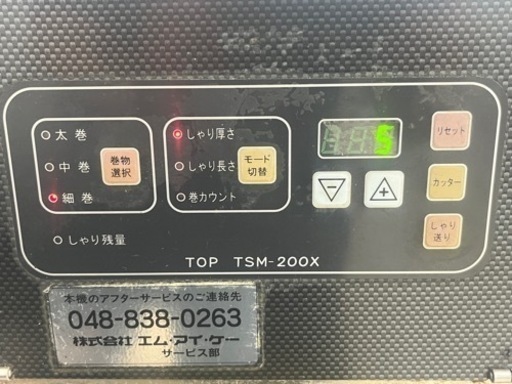 太巻
中巻
細巻
巻物
選択
しゃり厚さ
しゃり長さ
巻カウント
モード
切替
5
リセット
カッター
しゃり
送り
しゃり残量
TOP TSM-200X
本機のアフターサービスのご連絡先
048-838-0263
株式会社 エム・アイ・ケー
サービス部